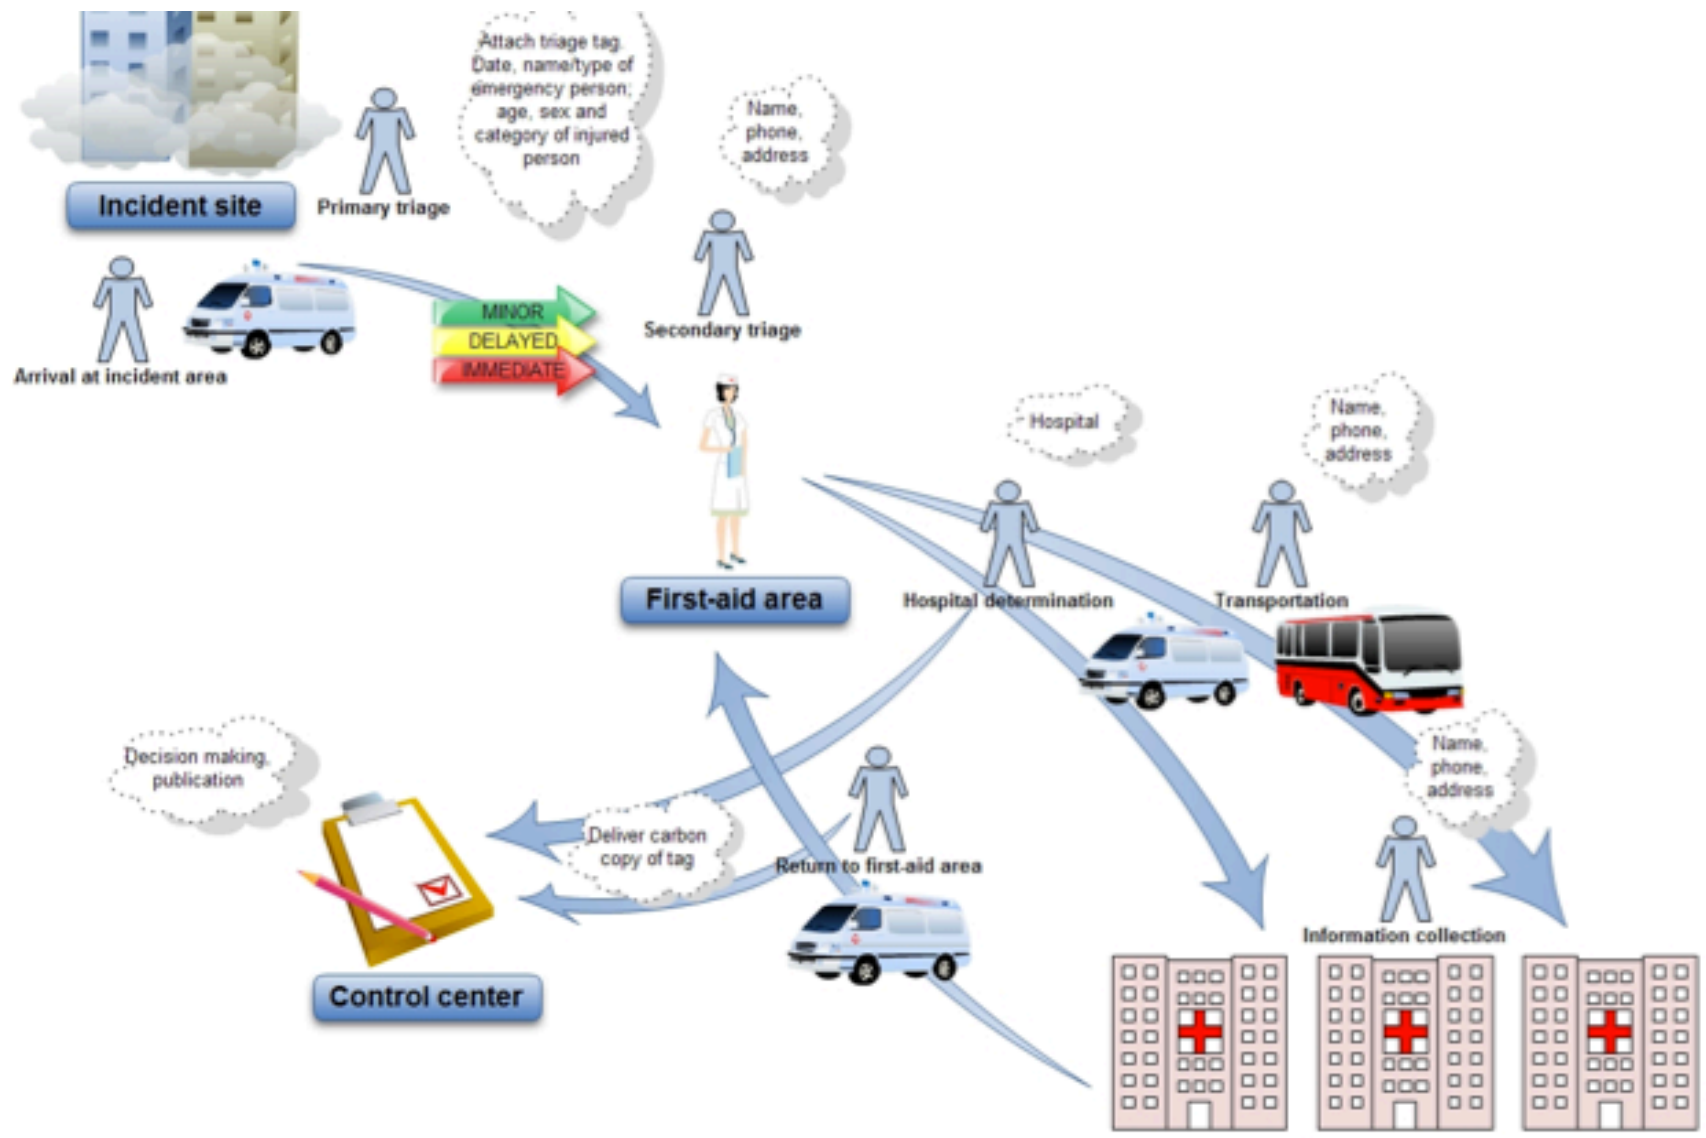 Attach triage tag.
Date, name/type of
emergency person;
age, sex and
category of injured
person
Name,
phone,
address
Incident site
Primary triage
Secondary triage
Arrival at incident area
MINOR
DELAYED
IMMEDIATE
Hospital
Name,
phone,
address
First-aid area
Hospital determination
Transportation
Decision making,
publication
Name,
phone,
address
Deliver carbon
copy of tag
Return to first-aid area
Information collection
Control center